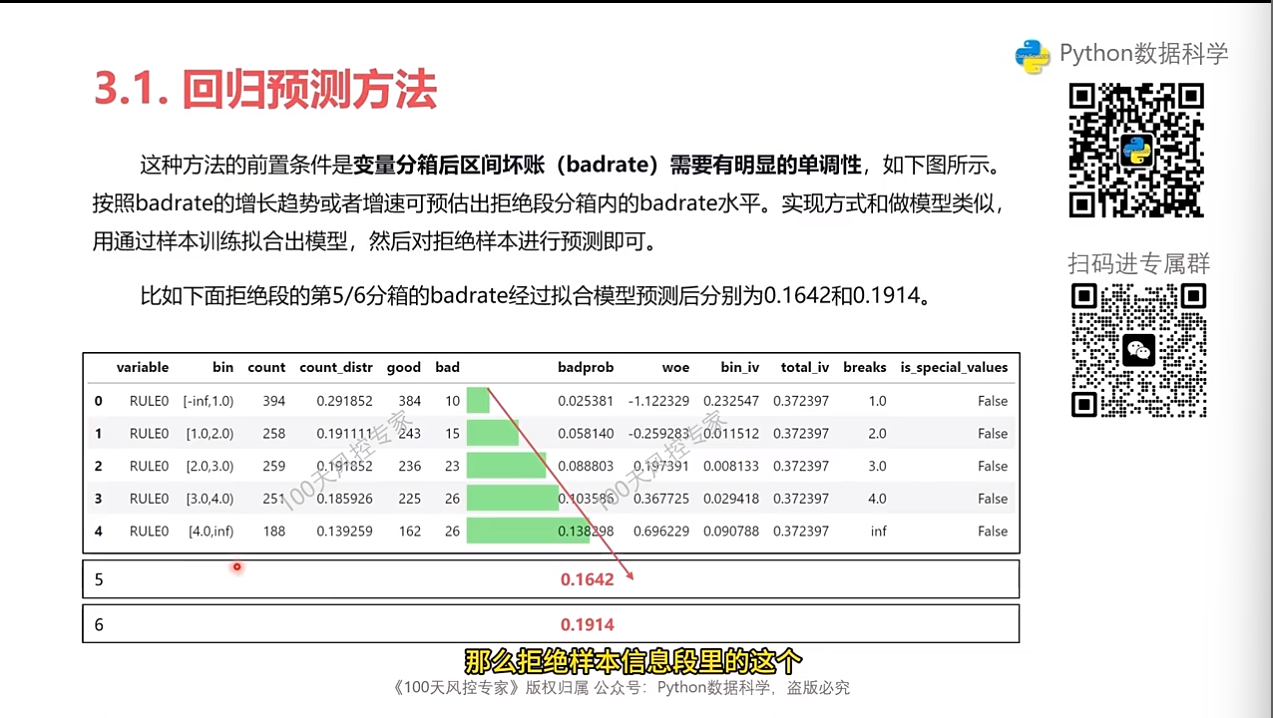 Python数据科学
3.1. 回归预测方法
这种方法的前置条件是变量分箱后区间坏账（badrate）需要有明显的单调性，如下图所示。
按照badrate的增长趋势或者增速可预估出拒绝段分箱内的badrate水平。实现方式和做模型类似，
用通过样本训练拟合出模型，然后对拒绝样本进行预测即可。
扫码进专属群
比如下面拒绝段的第5/6分箱的badrate经过拟合模型预测后分别为0.1642和0.1914。
variable bin count count_distr good bad badprob woe bin_iv total_iv breaks is_special_values
0 RULE0 [-inf,1.0) 394 0.291852 384 10 0.025381 -1.122329 0.232547 0.372397 1.0 False
1 RULE0 [1.0,2.0) 258 0.191111 243 15 0.058140 -0.259283 0.011512 0.372397 2.0 False
2 RULE0 [2.0,3.0) 259 0.191852 236 23 0.088803 0.197391 0.008133 0.372397 3.0 False
3 RULE0 [3.0,4.0) 251 0.185926 225 26 0.103586 0.367725 0.029418 0.372397 4.0 False
4 RULE0 [4.0,inf) 188 0.139259 162 26 0.138298 0.696229 0.090788 0.372397 inf False
100天风控专家
100天风控专家
5 0.1642
6 0.1914
那么拒绝样本信息段里的这个
《100天风控专家》版权归属 公众号：Python数据科学，盗版必究